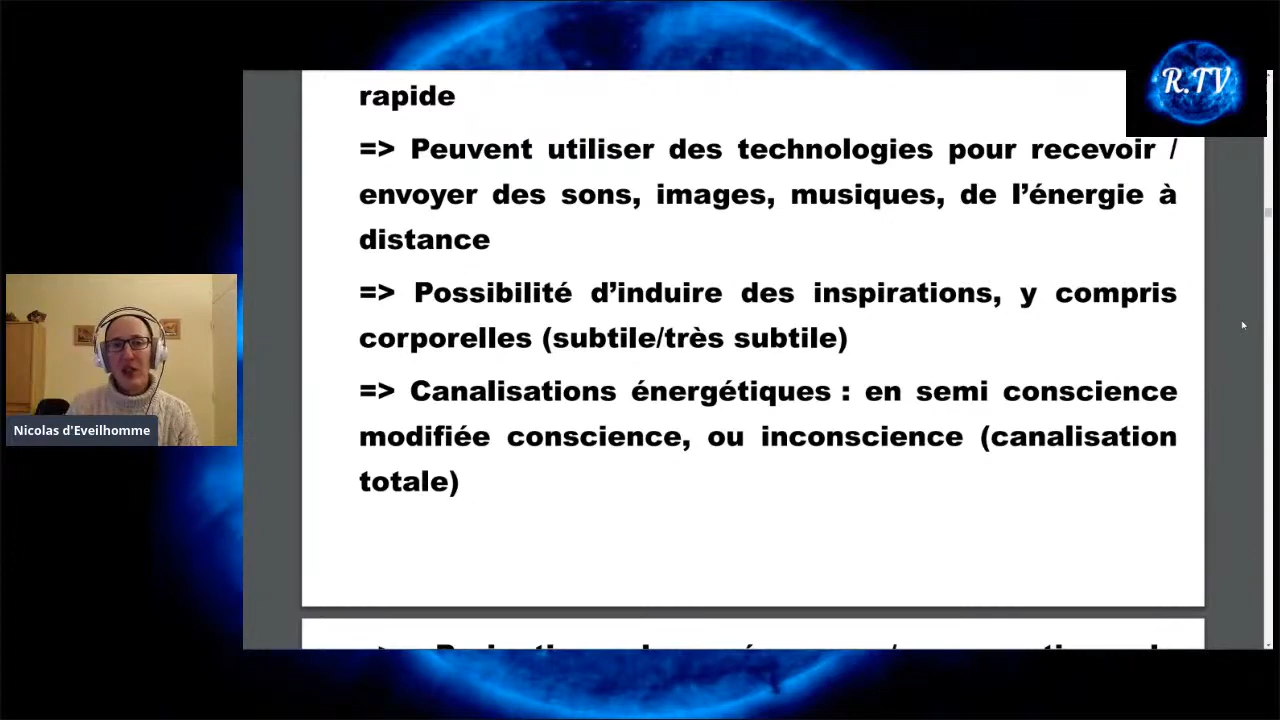 R.TV
rapide
=> Peuvent utiliser des technologies pour recevoir /
envoyer des sons, images, musiques, de l’énergie à
distance
=> Possibilité d’induire des inspirations, y compris
corporelles (subtile/très subtile)
=> Canalisations énergétiques : en semi conscience
modifiée conscience, ou inconscience (canalisation
totale)
Nicolas d'Eveilhomme